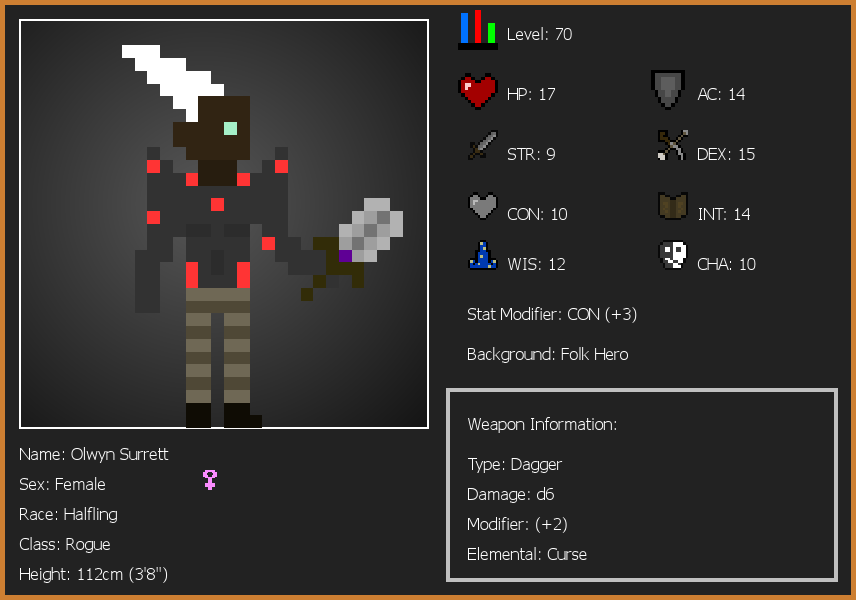 Level: 70
HP: 17
AC: 14
STR: 9
DEX: 15
CON: 10
INT: 14
WIS: 12
CHA: 10
Stat Modifier: CON (+3)
Background: Folk Hero
Weapon Information:
Type: Dagger
Damage: d6
Modifier: (+2)
Elemental: Curse
Name: Olwyn Surrett
Sex: Female
Race: Halfling
Class: Rogue
Height: 112cm (3'8")